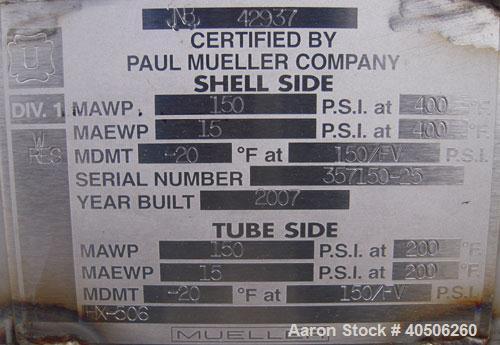 NB 42937
U
CERTIFIED BY
PAUL MUELLER COMPANY
SHELL SIDE
DIV. 1 MAWP 150 P.S.I. at 400 °F.
MAEWP 15 P.S.I. at 400 °F.
W
RES
MDMT -20 °F at 150/FV P.S.I.
SERIAL NUMBER 357150-25
YEAR BUILT 2007
TUBE SIDE
MAWP 150 P.S.I. at 200 °F.
MAEWP 15 P.S.I. at 200 °F.
MDMT -20 °F at 150/FV P.S.I.
HX-506
MUELLER
Aaron Stock # 40506260